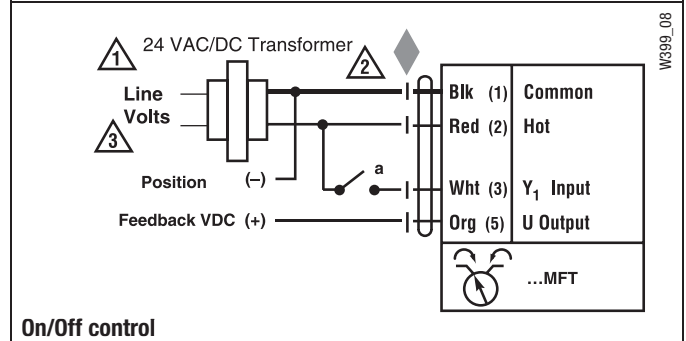 W399_08
1 24 VAC/DC Transformer 2
Line
Volts
3
Blk (1) Common
Red (2) Hot
a
Position (–)
Wht (3) Y₁ Input
Feedback VDC (+)
Org (5) U Output
...MFT
On/Off control